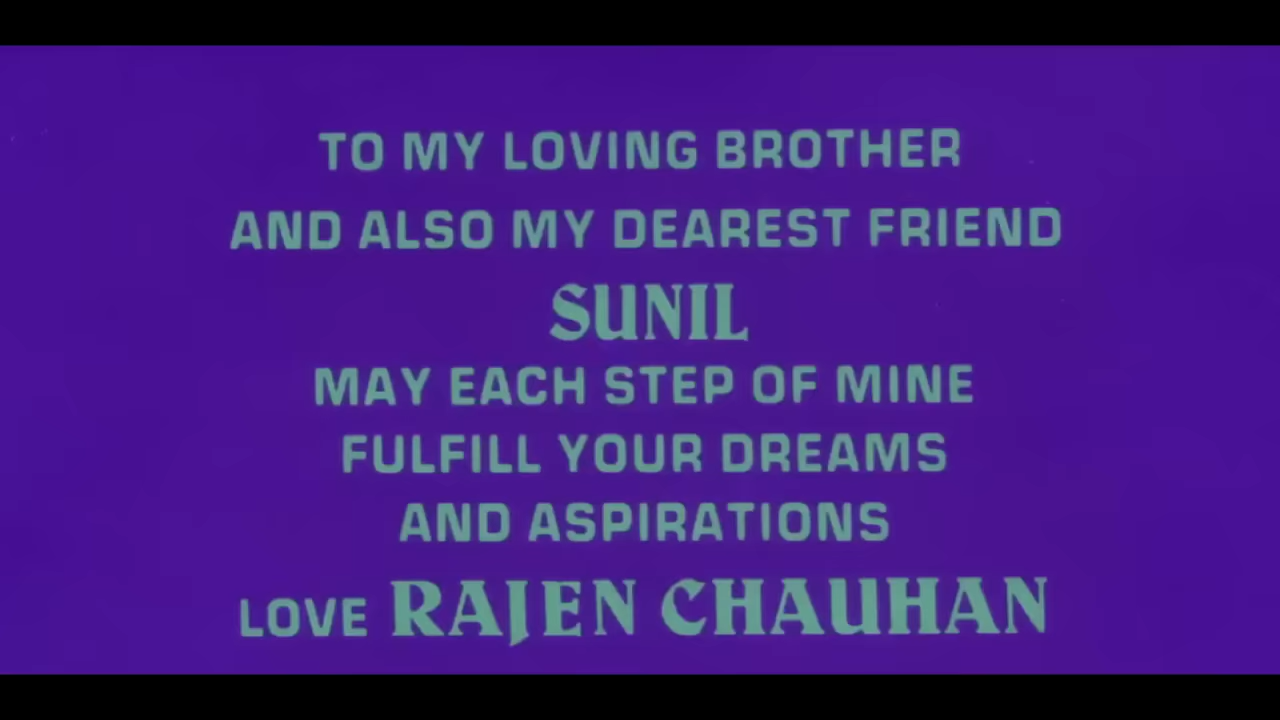 TO MY LOVING BROTHER
AND ALSO MY DEAREST FRIEND
SUNIL
MAY EACH STEP OF MINE
FULFILL YOUR DREAMS
AND ASPIRATIONS
LOVE RAJEN CHAUHAN